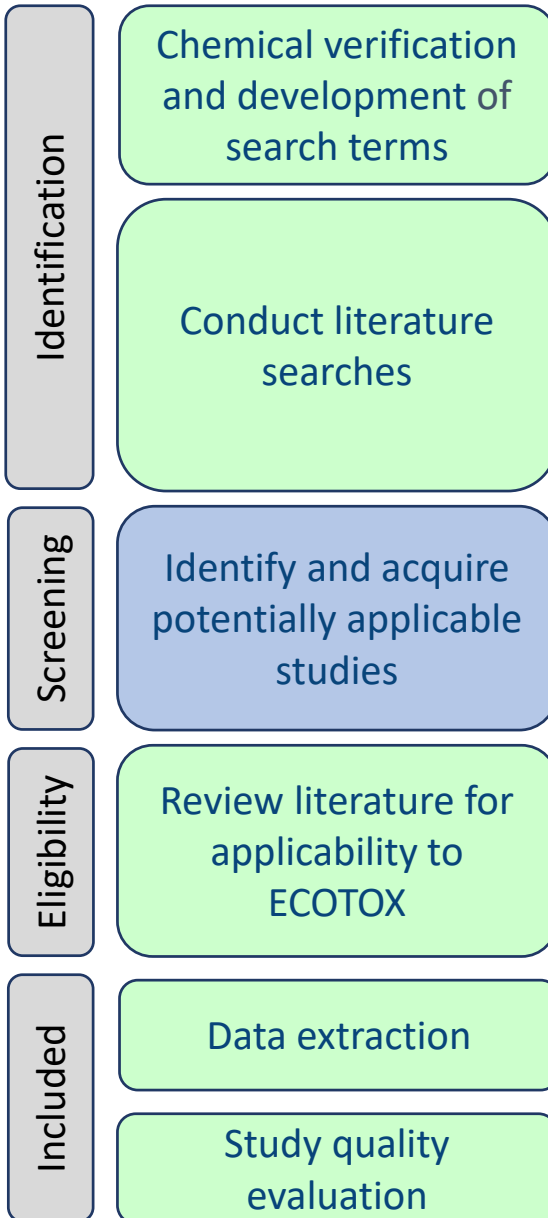 Identification
Chemical verification
and development of
search terms
Conduct literature
searches
Screening
Identify and acquire
potentially applicable
studies
Eligibility
Review literature for
applicability to
ECOTOX
Included
Data extraction
Study quality
evaluation